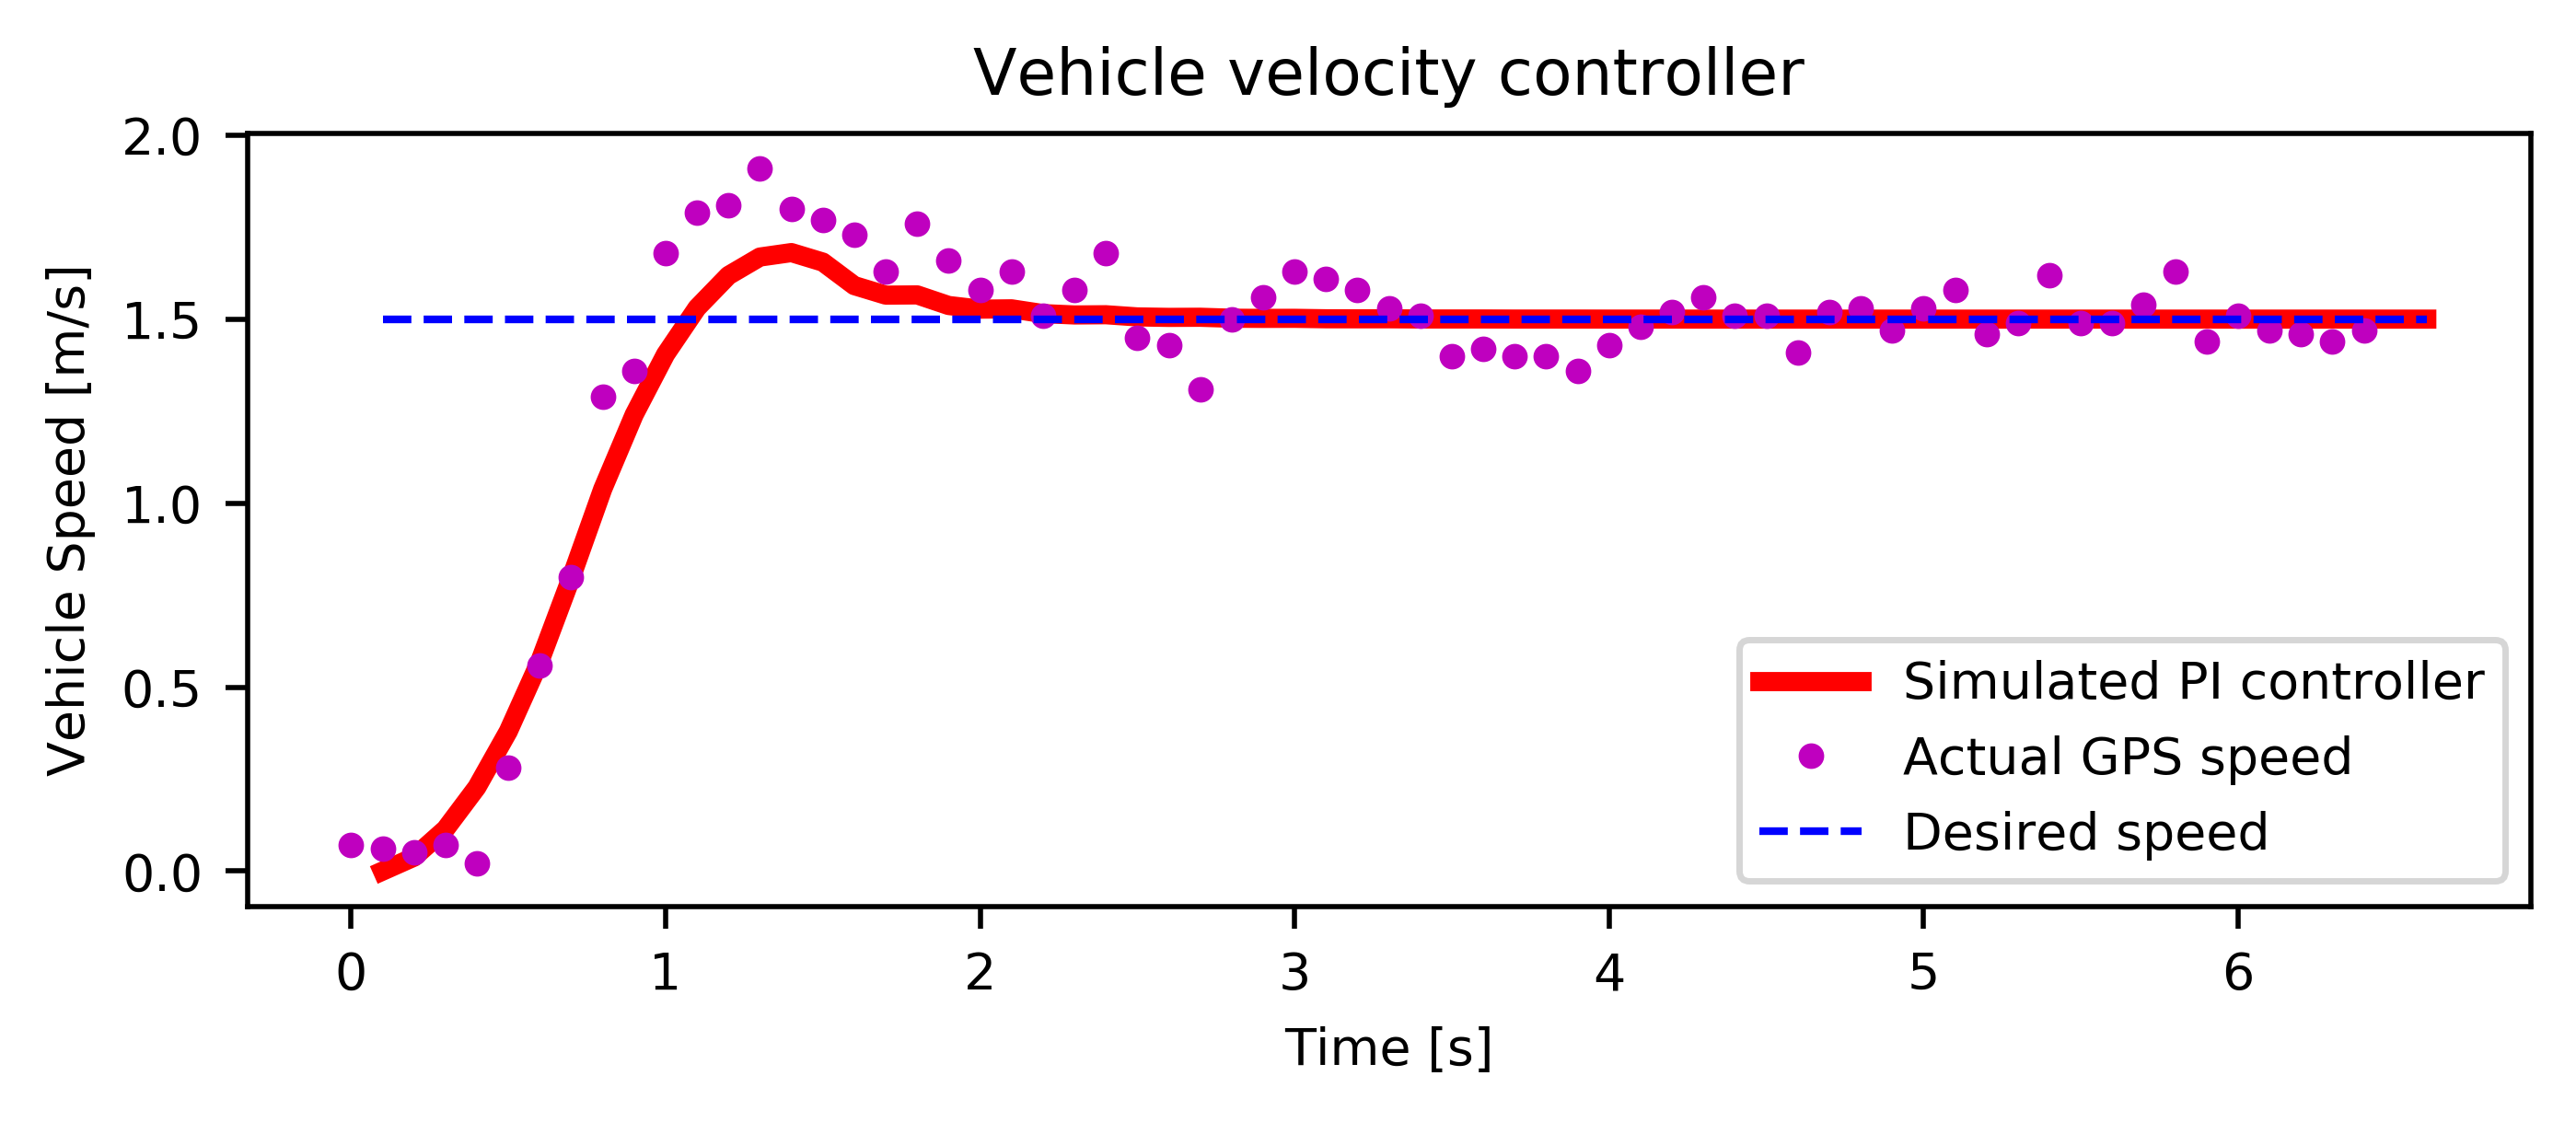 Vehicle velocity controller
Vehicle Speed [m/s]
2.0
1.5
1.0
0.5
0.0
Simulated PI controller
Actual GPS speed
Desired speed
0 1 2 3 4 5 6
Time [s]